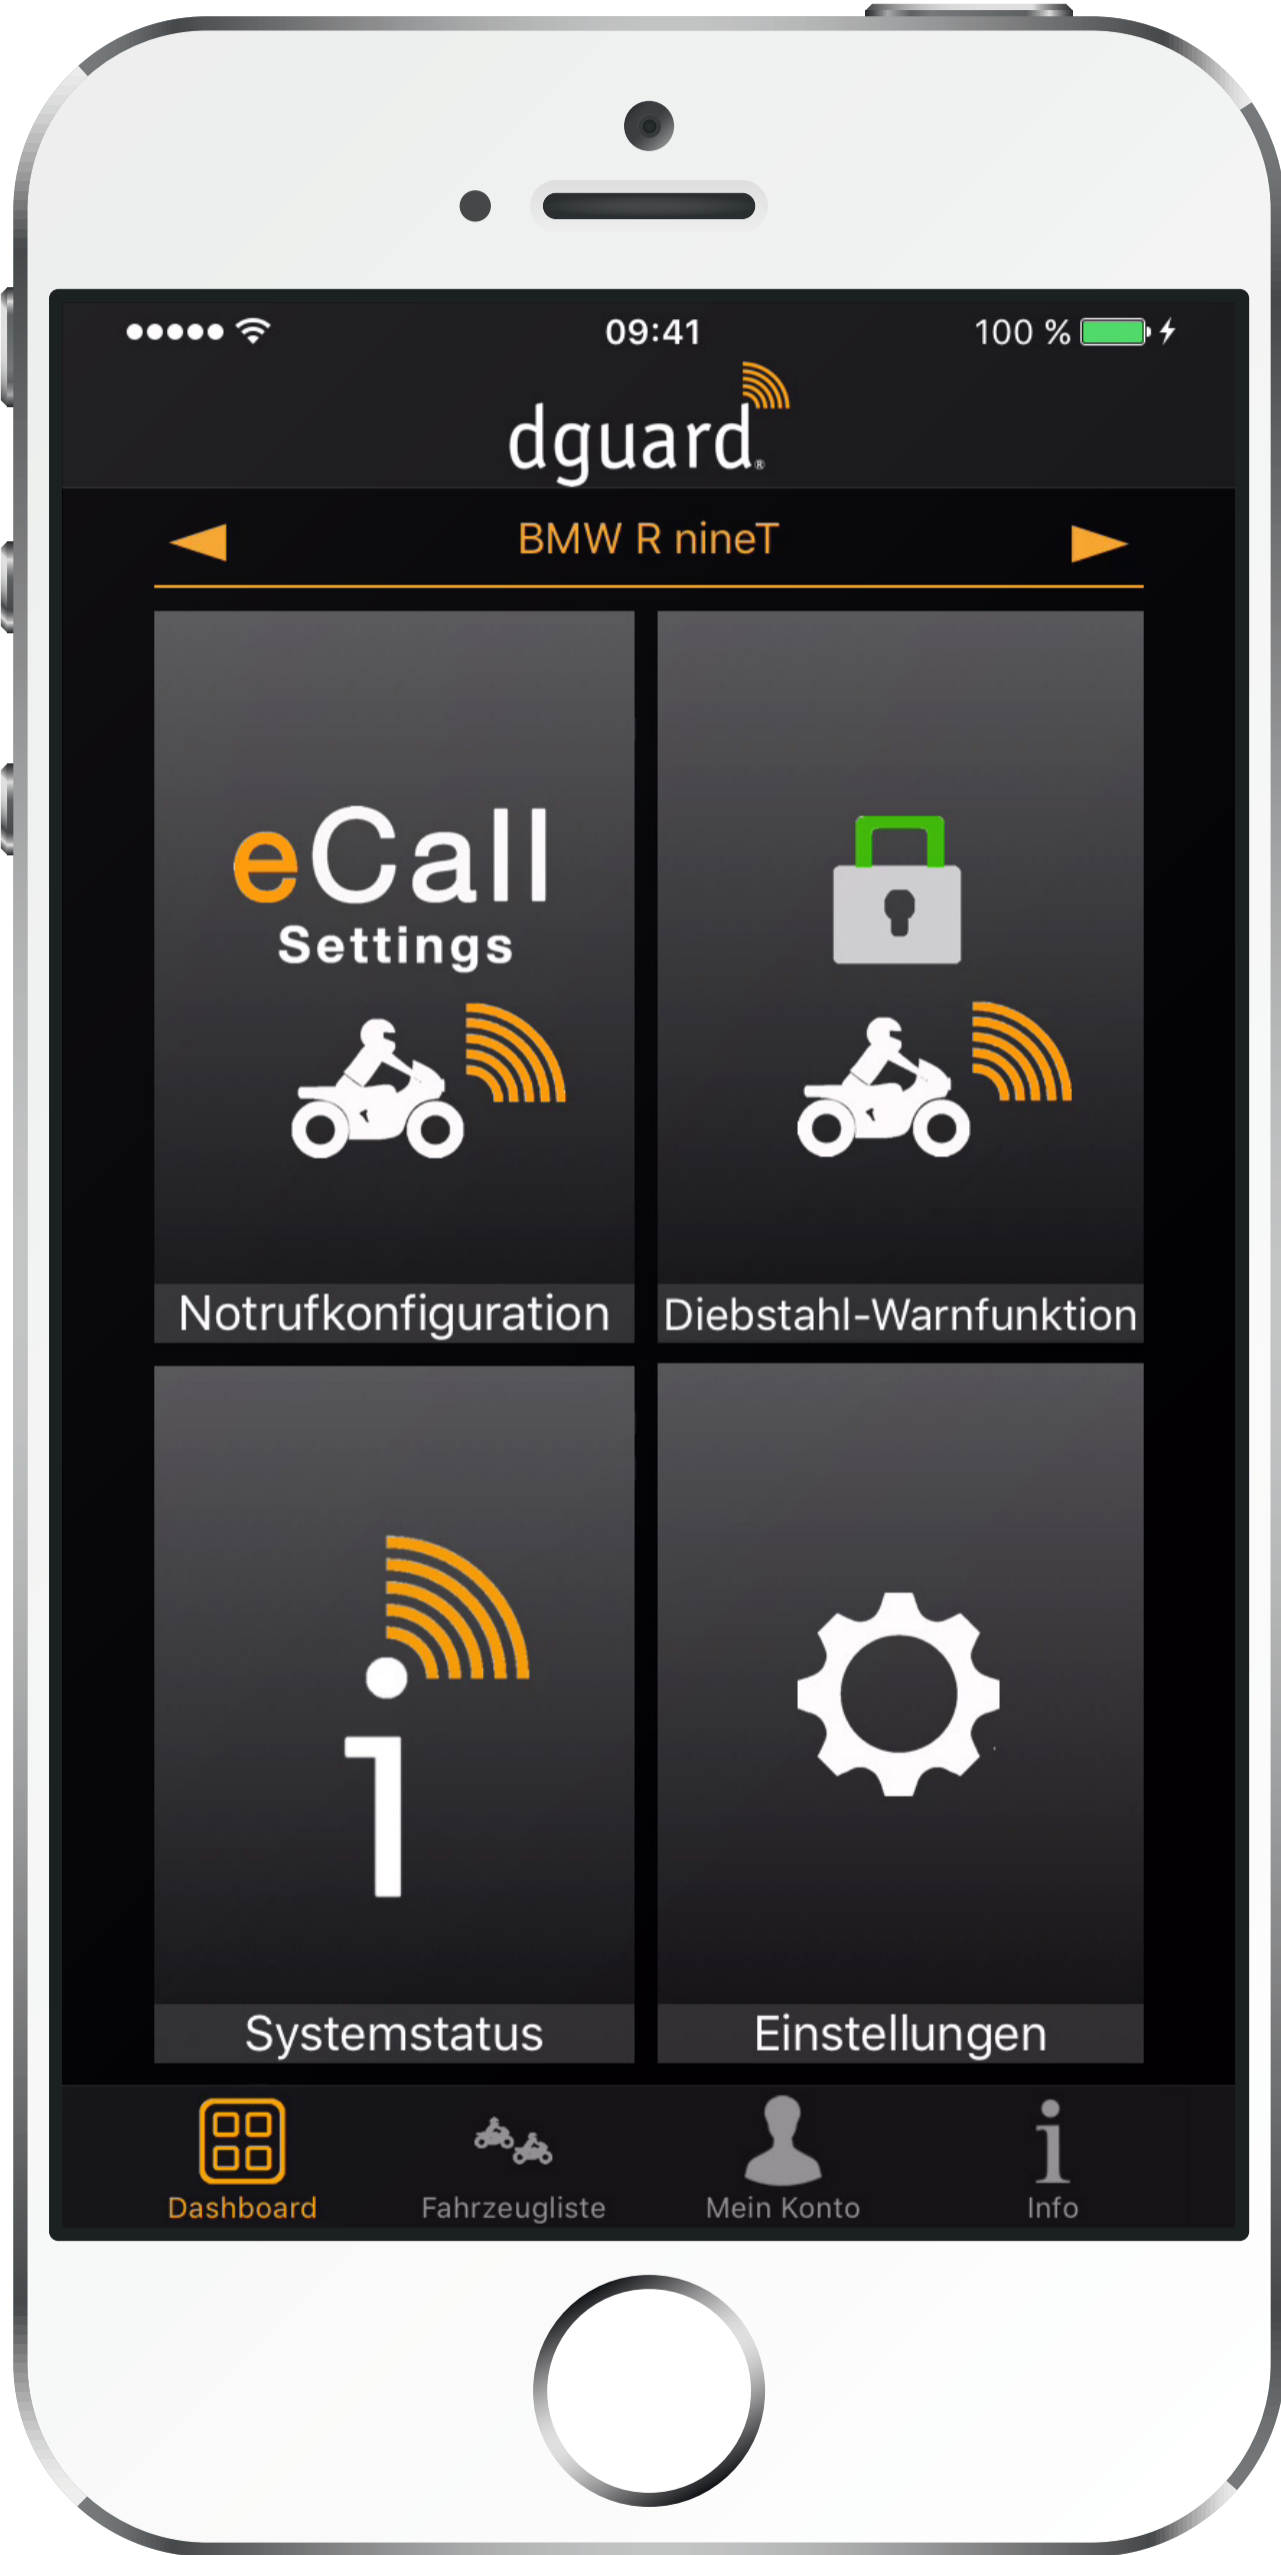 09:41
100 %
dguard®
BMW R nineT
eCall
Settings
Notrufkonfiguration
Diebstahl-Warnfunktion
i
Systemstatus
Einstellungen
Dashboard
Fahrzeugliste
Mein Konto
i
Info